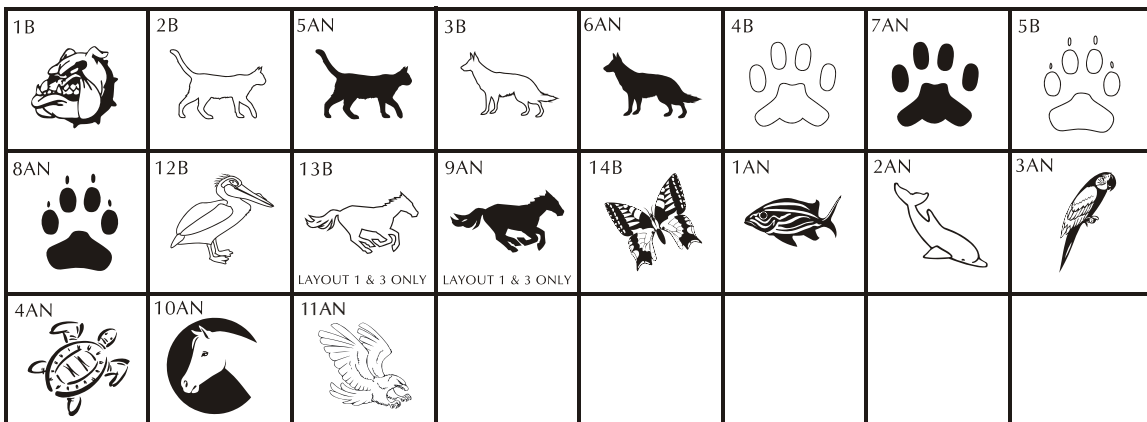 1B
2B
5AN
3B
6AN
4B
7AN
5B
8AN
12B
13B
9AN
14B
1AN
2AN
3AN
LAYOUT 1 & 3 ONLY
LAYOUT 1 & 3 ONLY
4AN
10AN
11AN